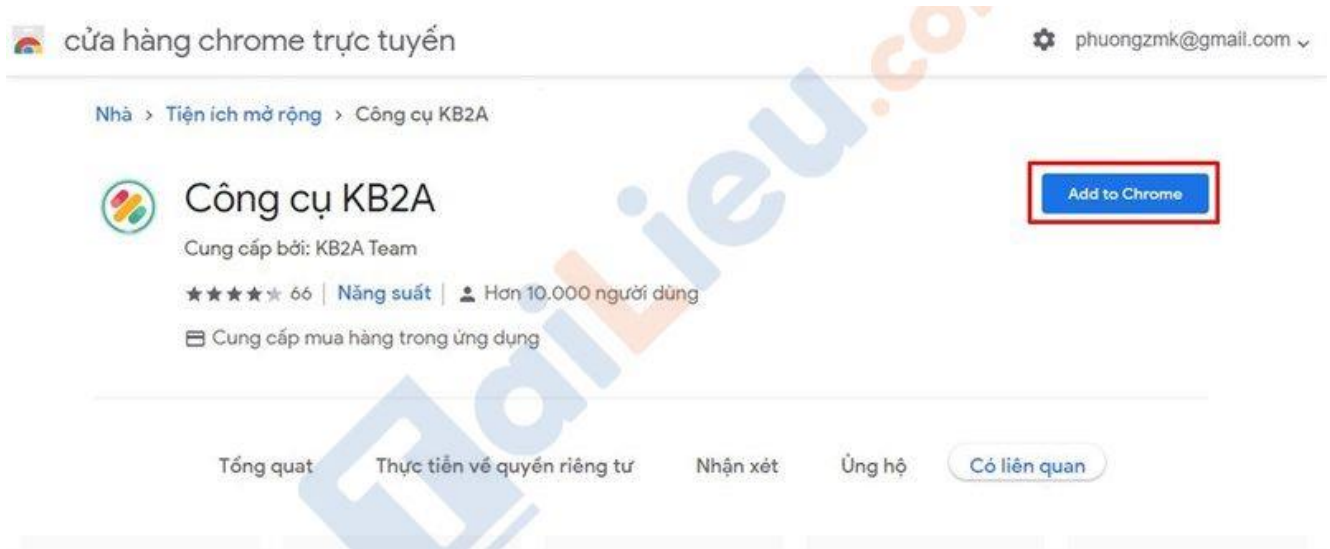 cửa hàng chrome trực tuyến
phuongzmk@gmail.com
Nhà > Tiện ích mở rộng > Công cụ KB2A
Công cụ KB2A
Add to Chrome
Cung cấp bởi: KB2A Team
66 | Năng suất | Hơn 10.000 người dùng
Cung cấp mua hàng trong ứng dụng
Tổng quat Thực tiễn về quyền riêng tư Nhận xét Ủng hộ Có liên quan
TaiLieu.co